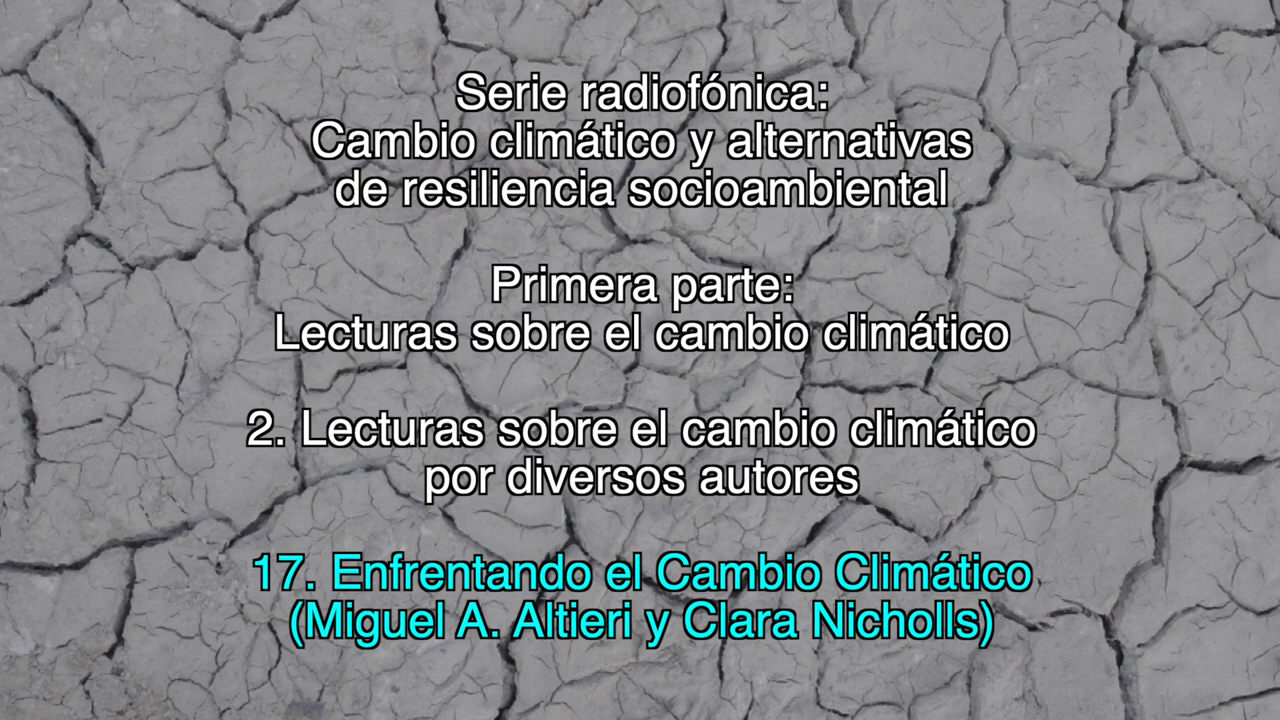 Serie radiofónica:
Cambio climático y alternativas
de resiliencia socioambiental
Primera parte:
Lecturas sobre el cambio climático
2. Lecturas sobre el cambio climático
por diversos autores
17. Enfrentando el Cambio Climático
(Miguel A. Altieri y Clara Nicholls)